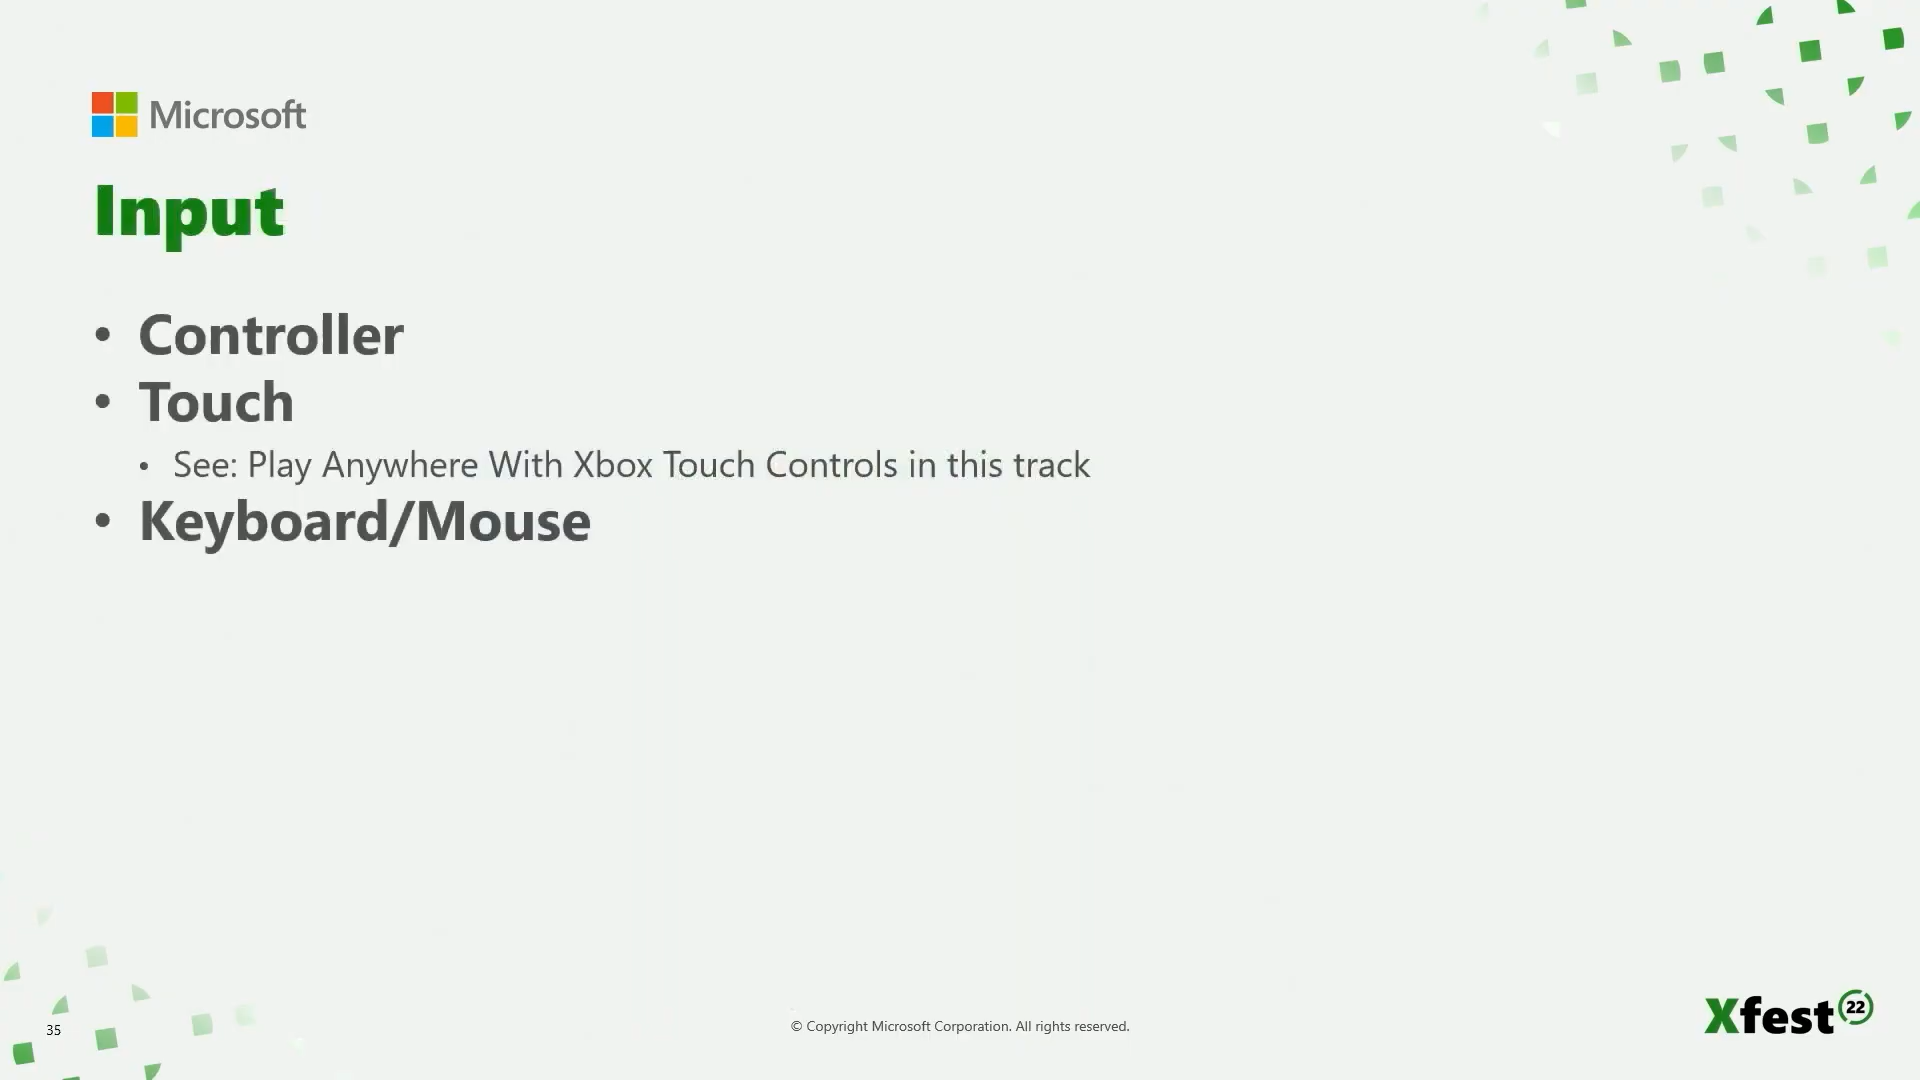 Microsoft
Input
• Controller
• Touch
• See: Play Anywhere With Xbox Touch Controls in this track
• Keyboard/Mouse
35
© Copyright Microsoft Corporation. All rights reserved.
Xfest 22